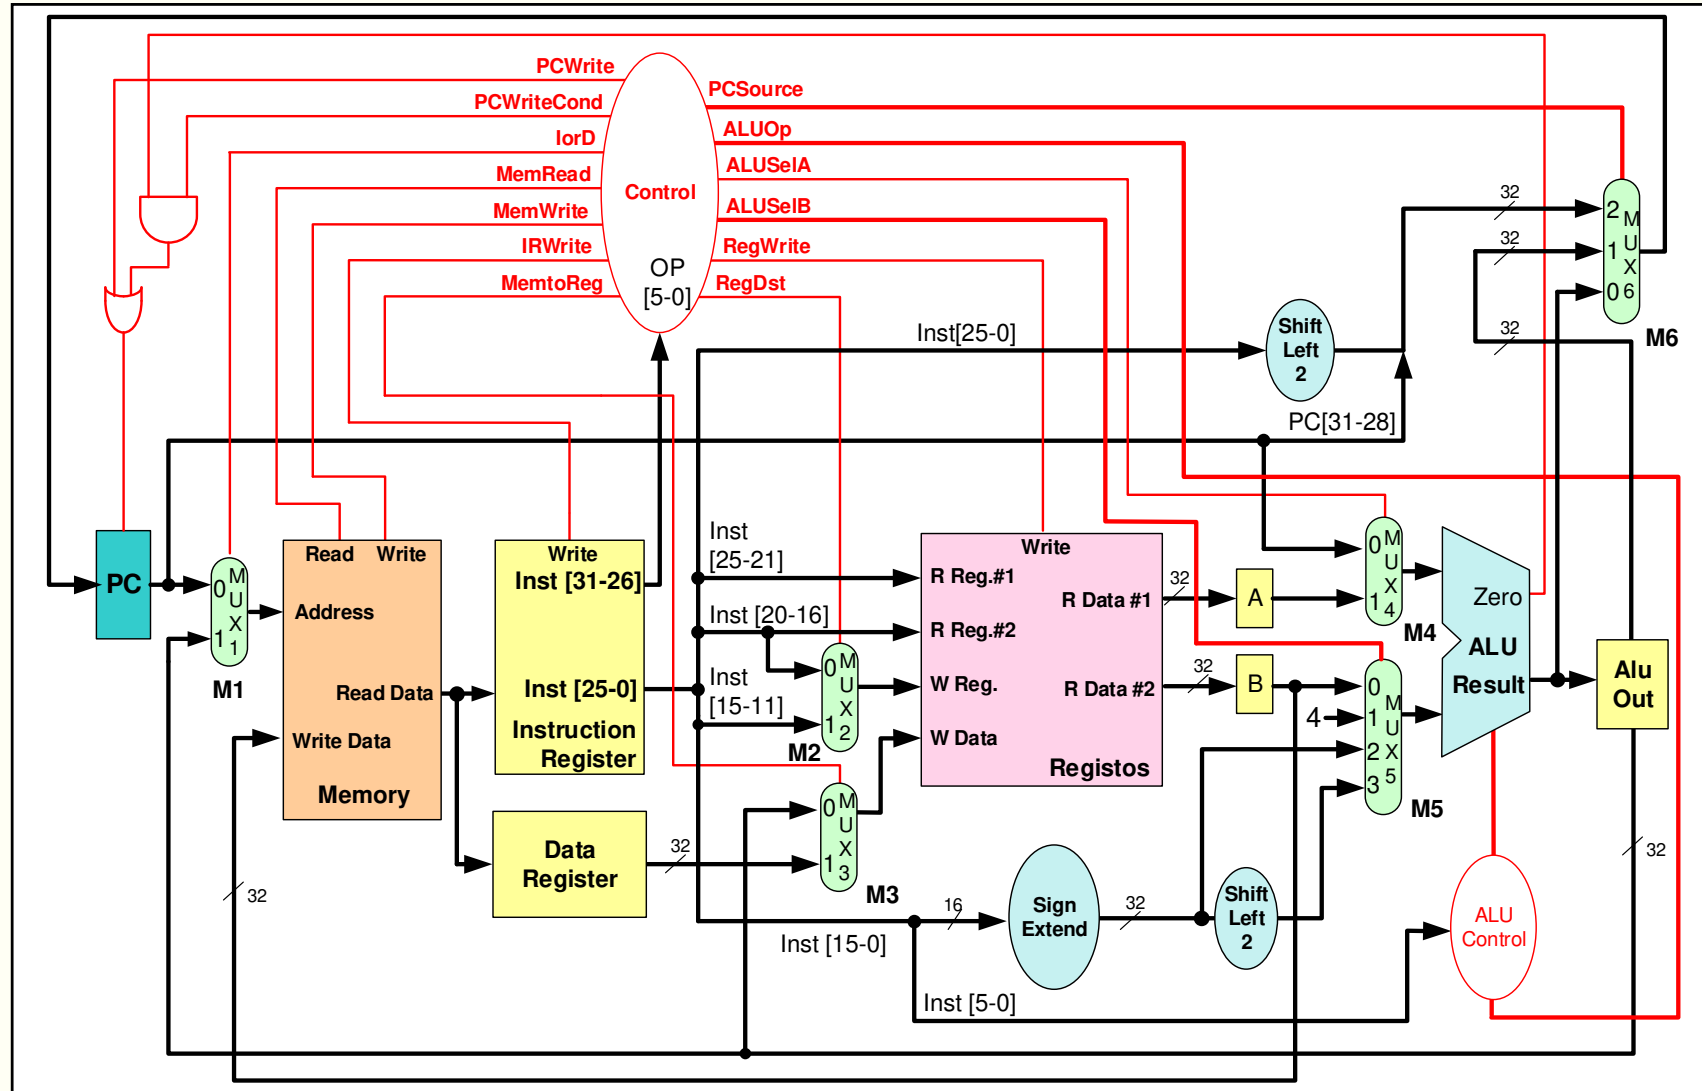 PCWrite
PCWriteCond
IorD
MemRead
MemWrite
IRWrite
MemtoReg
Control
OP
[5-0]
PCSource
ALUOp
ALUSelA
ALUSelB
RegWrite
RegDst
32
32
32
2
1
0
M
U
X
6
M6
Inst[25-0]
Shift
Left
2
PC[31-28]
PC
0
1
M
U
X
1
M1
Read Write
Address
Read Data
Write Data
Memory
Write
Inst [31-26]
Inst [25-0]
Instruction
Register
Data
Register
32
Inst
[25-21]
Inst [20-16]
Inst
[15-11]
0
1
M
U
X
2
M2
0
1
M
U
X
3
M3
Write
R Reg.#1
R Data #1
R Reg.#2
W Reg.
R Data #2
W Data
Registos
32
A
32
B
0
1
M
U
X
4
M4
0
4
1
2
3
M
U
X
5
M5
Zero
ALU
Result
Alu
Out
32
32
Inst [15-0]
16
Sign
Extend
32
Shift
Left
2
ALU
Control
Inst [5-0]